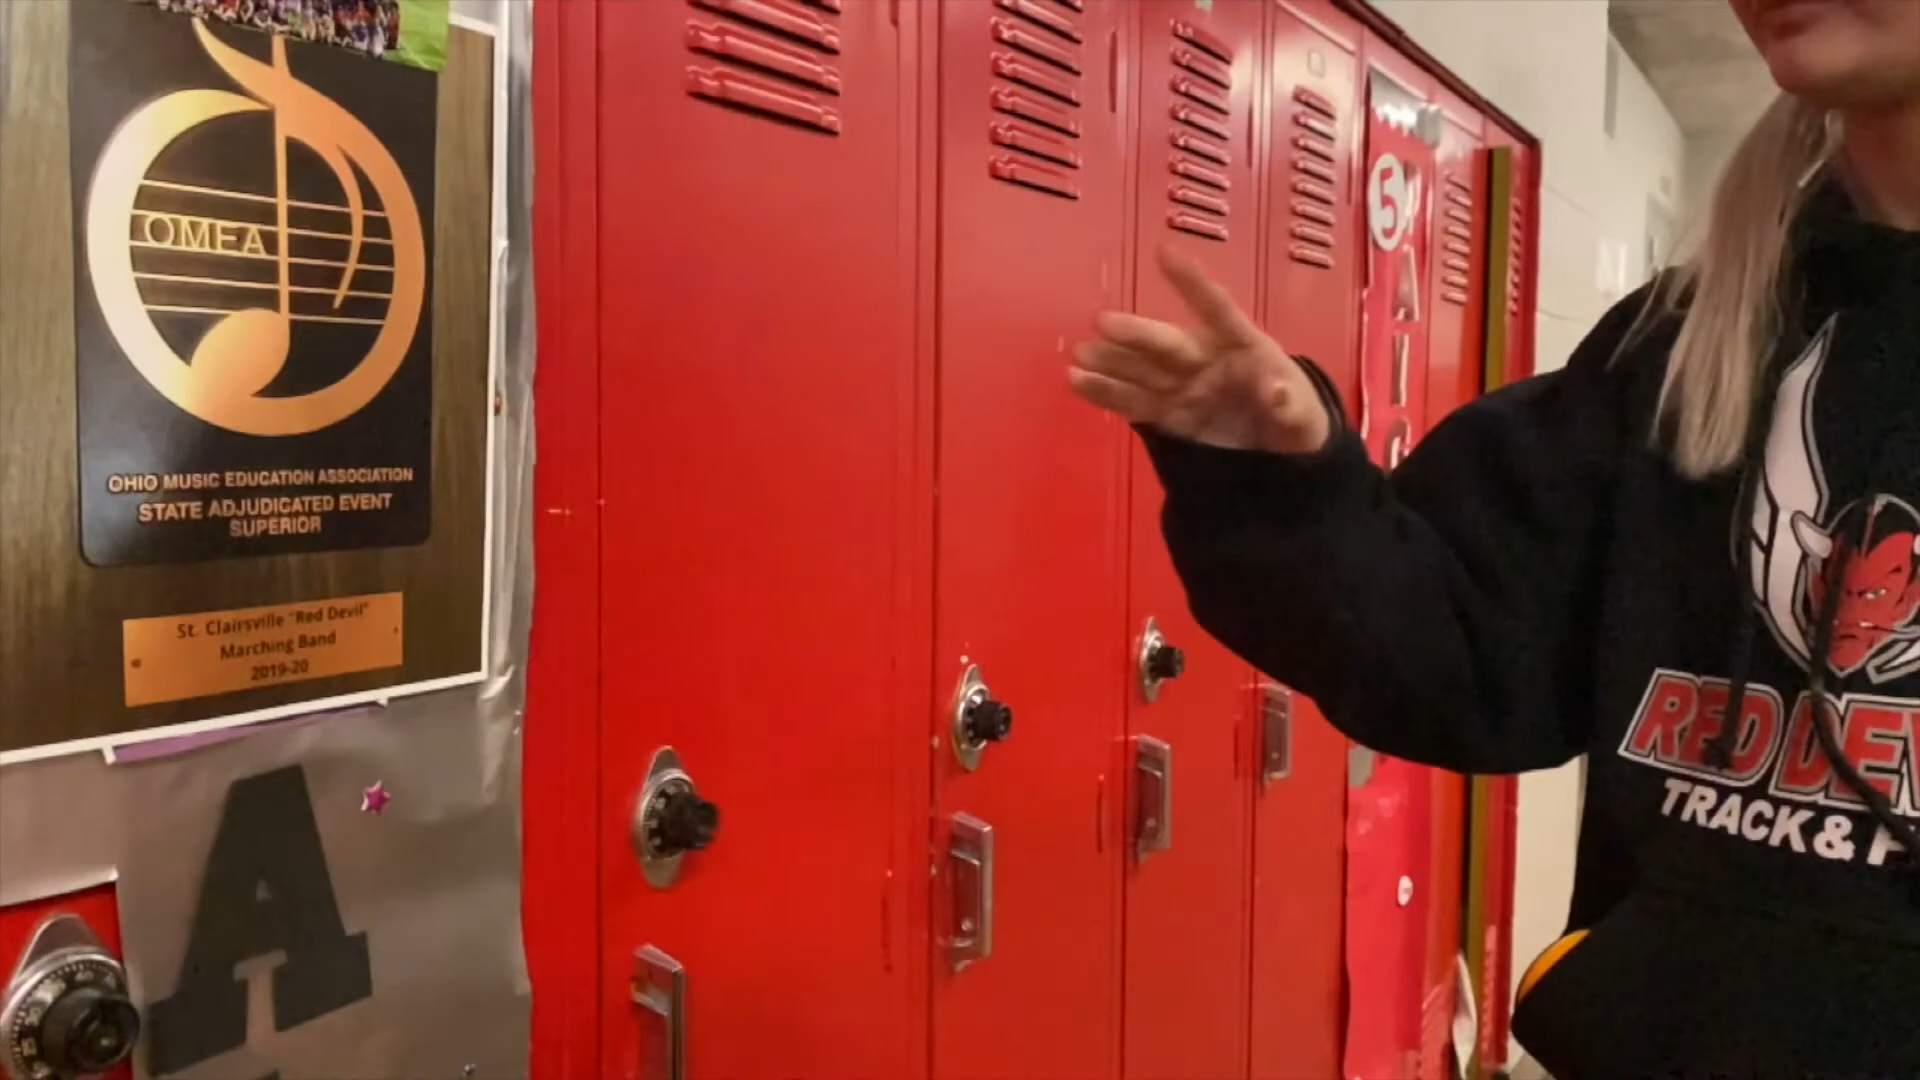 OMEA
OHIO MUSIC EDUCATION ASSOCIATION
STATE ADJUDICATED EVENT
SUPERIOR
St. Clairsville "Red Devil"
Marching Band
2019-20
A
5
RED DEV
TRACK & F